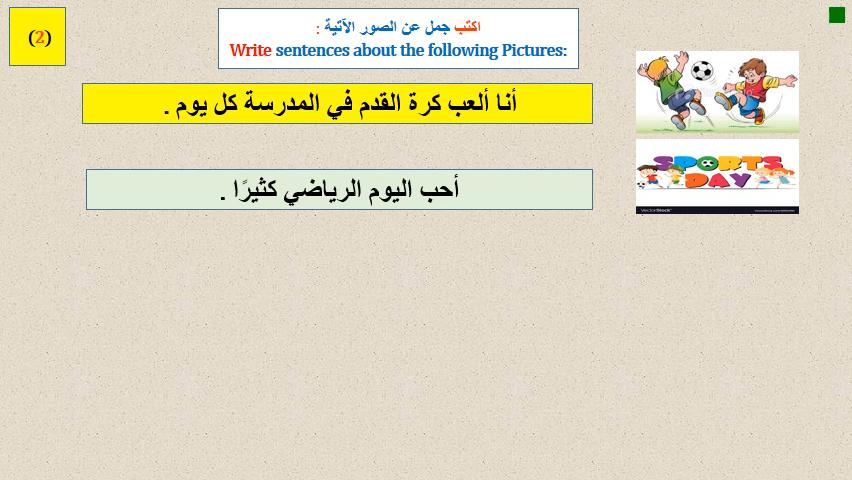 (2)
اكتب جمل عن الصور الآتية :
Write sentences about the following Pictures:
أنا ألعب كرة القدم في المدرسة كل يوم .
SPORTS
DAY
VectorStock
أحب اليوم الرياضي كثيرًا .